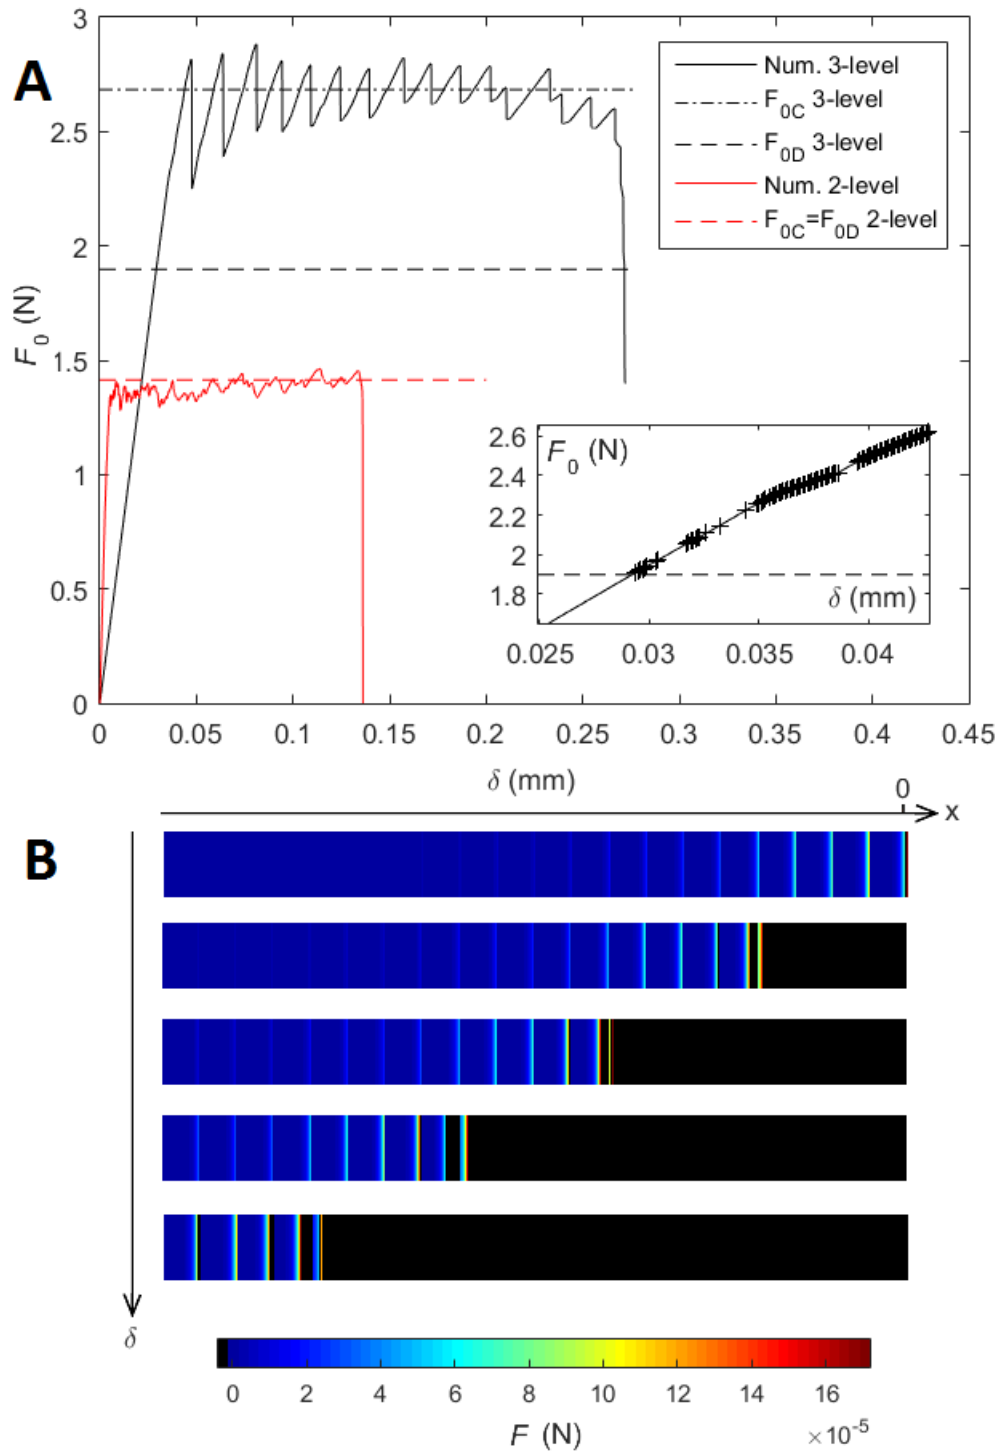 A
3
2.5
2
1.5
1
0.5
0
F0 (N)
Num. 3-level
F0C 3-level
F0D 3-level
Num. 2-level
F0C=F0D 2-level
2.6
2.4
2.2
2
1.8
F0 (N)
δ (mm)
0.025 0.03 0.035 0.04
0 0.05 0.1 0.15 0.2 0.25 0.3 0.35 0.4 0.45
δ (mm)
0
x
B
δ
0 2 4 6 8 10 12 14 16
F (N)
×10-5